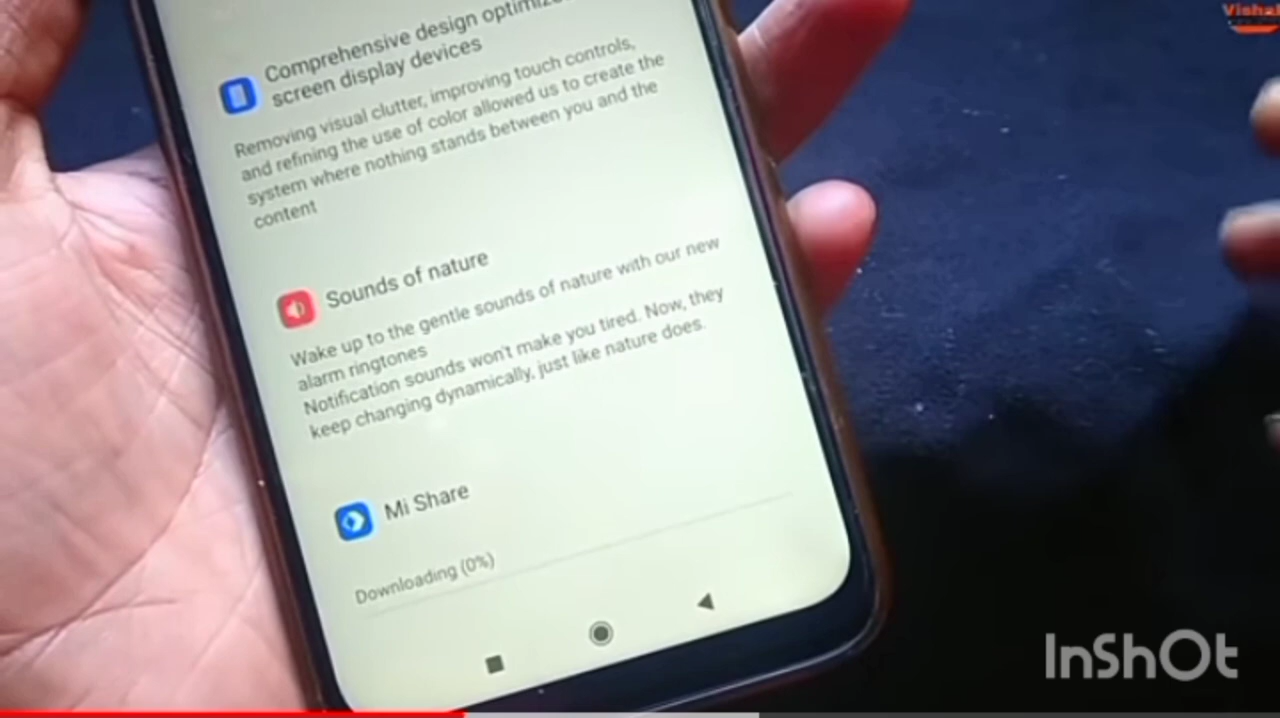 Vishal
Comprehensive design optimize
screen display devices
Removing visual clutter, improving touch controls,
and refining the use of color allowed us to create the
system where nothing stands between you and the
content
Sounds of nature
Wake up to the gentle sounds of nature with our new
alarm ringtones
Notification sounds won't make you tired. Now, they
keep changing dynamically, just like nature does.
Mi Share
Downloading (0%)
InShOt